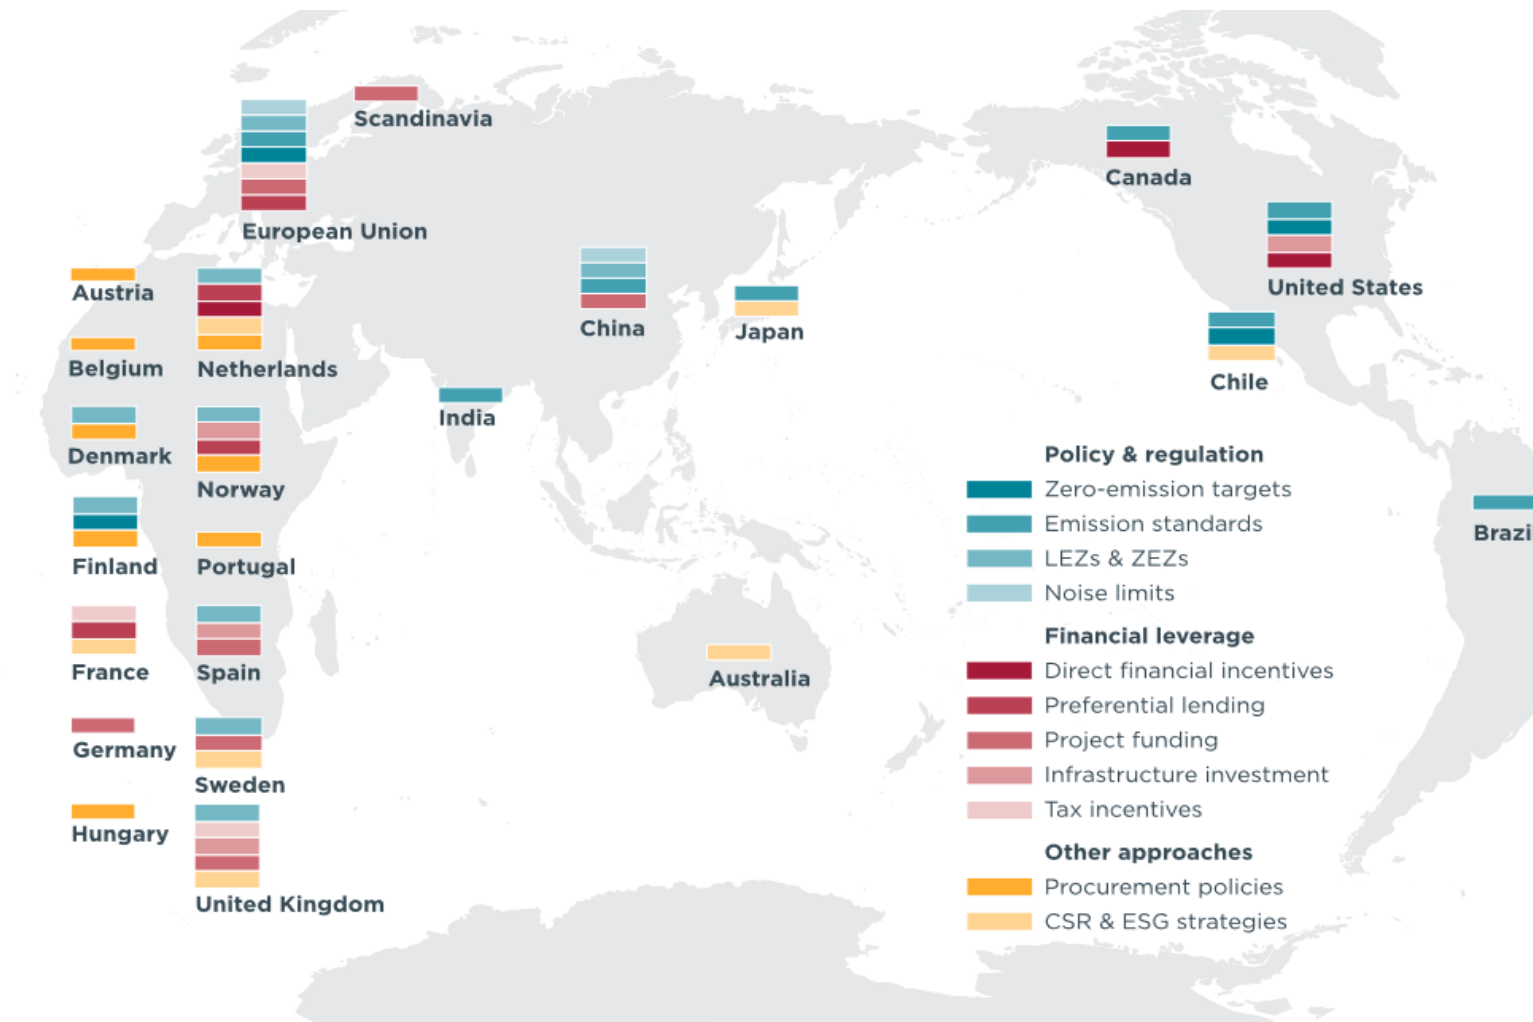 Scandinavia
European Union
Canada
United States
Austria
Netherlands
China
Japan
Belgium
Chile
India
Denmark
Norway
Finland
Portugal
Brazi
France
Spain
Australia
Germany
Sweden
Hungary
United Kingdom
Policy & regulation
Zero-emission targets
Emission standards
LEZs & ZEZs
Noise limits
Financial leverage
Direct financial incentives
Preferential lending
Project funding
Infrastructure investment
Tax incentives
Other approaches
Procurement policies
CSR & ESG strategies